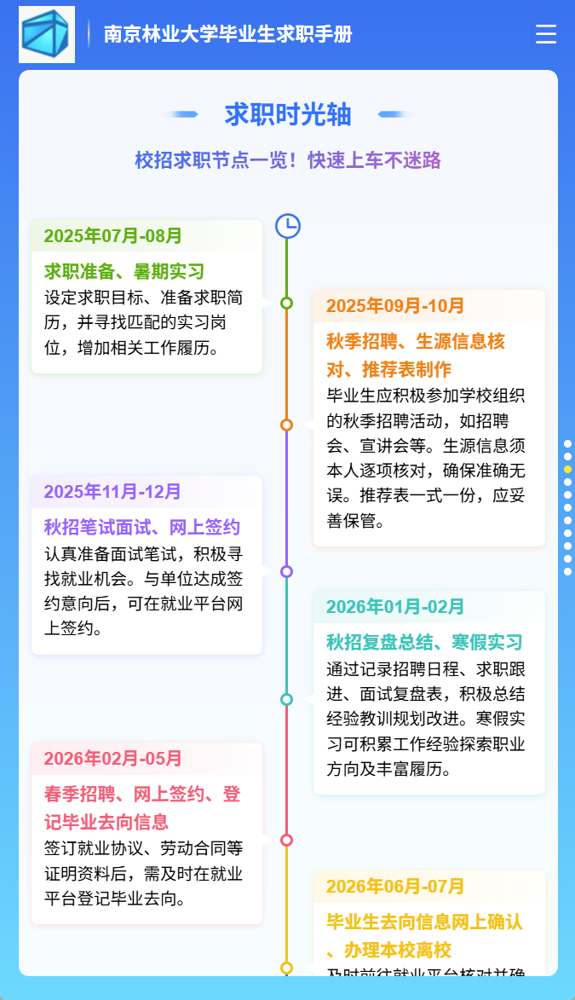 南京林业大学毕业生求职手册
求职时光轴
校招求职节点一览！快速上车不迷路
2025年07月-08月
求职准备、暑期实习
设定求职目标、准备求职简
历，并寻找匹配的实习岗
位，增加相关工作履历。
2025年09月-10月
秋季招聘、生源信息核
对、推荐表制作
毕业生应积极参加学校组织
的秋季招聘活动，如招聘
会、宣讲会等。生源信息须
本人逐项核对，确保准确无
误。推荐表一式一份，应妥
善保管。
2025年11月-12月
秋招笔试面试、网上签约
认真准备面试笔试，积极寻
找就业机会。与单位达成签
约意向后，可在就业平台网
上签约。
2026年01月-02月
秋招复盘总结、寒假实习
通过记录招聘日程、求职跟
进、面试复盘表，积极总结
经验教训规划改进。寒假实
习可积累工作经验探索职业
方向及丰富履历。
2026年02月-05月
春季招聘、网上签约、登
记毕业去向信息
签订就业协议、劳动合同等
证明资料后，需及时在就业
平台登记毕业去向。
2026年06月-07月
毕业生去向信息网上确认
、办理本校离校
及时前往就业平台核对并确